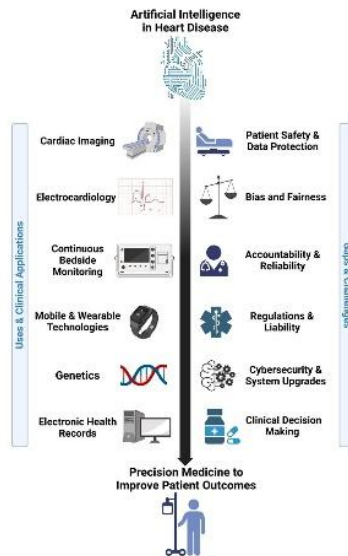 Artificial Intelligence
in Heart Disease
Uses & Clinical Applications
Cardiac Imaging
Electrocardiology
Continuous
Bedside
Monitoring
Mobile & Wearable
Technologies
Genetics
Electronic Health
Records
Patient Safety &
Data Protection
Bias and Fairness
Accountability &
Reliability
Regulations &
Liability
Cybersecurity &
System Upgrades
Clinical Decision
Making
Gaps & Challenges
Precision Medicine to
Improve Patient Outcomes